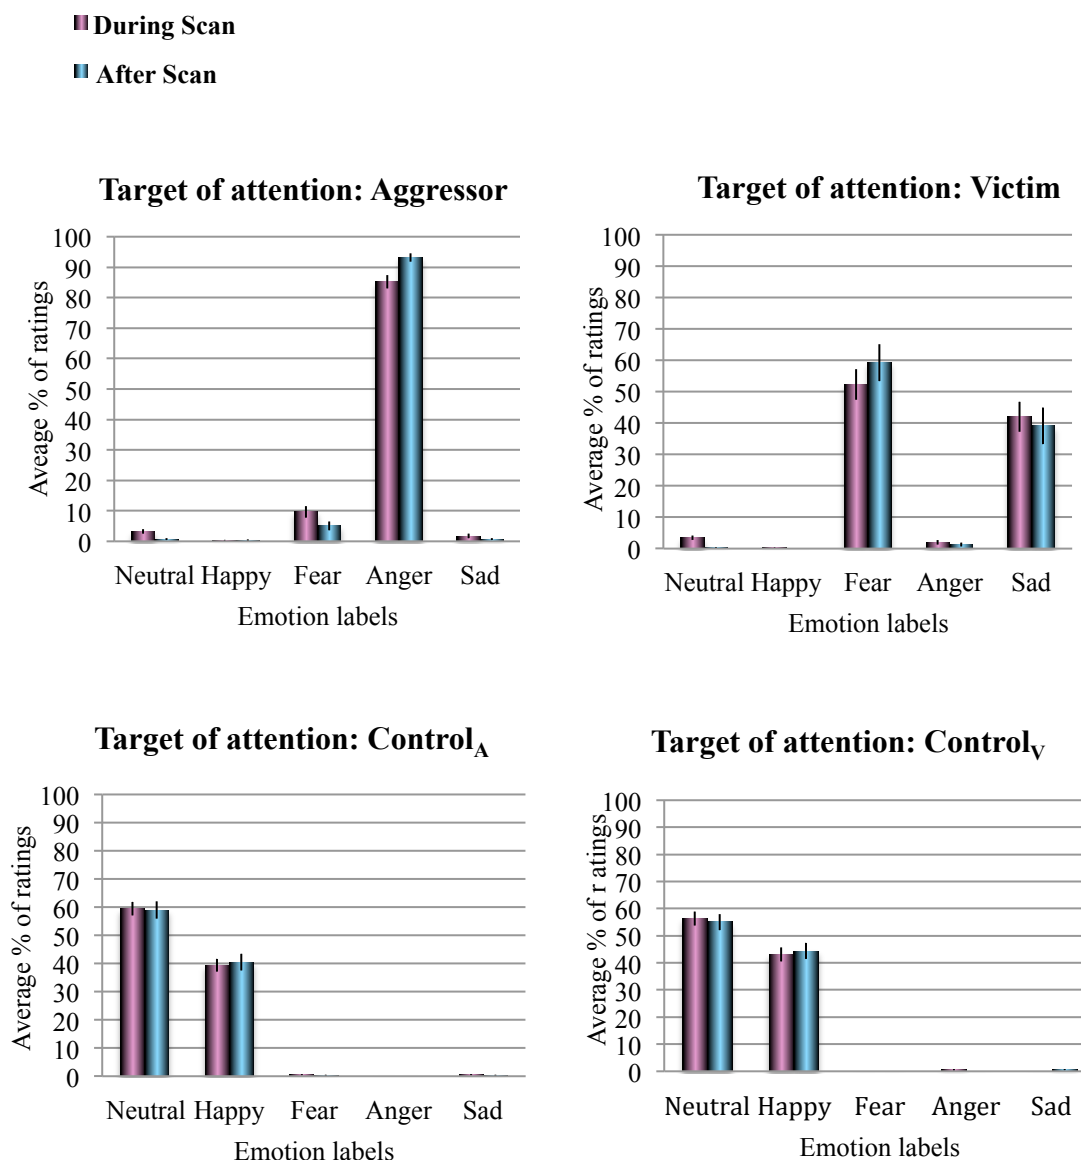 During Scan
After Scan
Target of attention: Aggressor
Aveage % of ratings
100
90
80
70
60
50
40
30
20
10
0
Neutral Happy Fear Anger Sad
Emotion labels
Target of attention: Victim
Average % of ratings
100
90
80
70
60
50
40
30
20
10
0
Neutral Happy Fear Anger Sad
Emotion labels
Target of attention: ControlA
Average % of ratings
100
90
80
70
60
50
40
30
20
10
0
Neutral Happy Fear Anger Sad
Emotion labels
Target of attention: ControlV
Average % of r atings
100
90
80
70
60
50
40
30
20
10
0
Neutral Happy Fear Anger Sad
Emotion labels